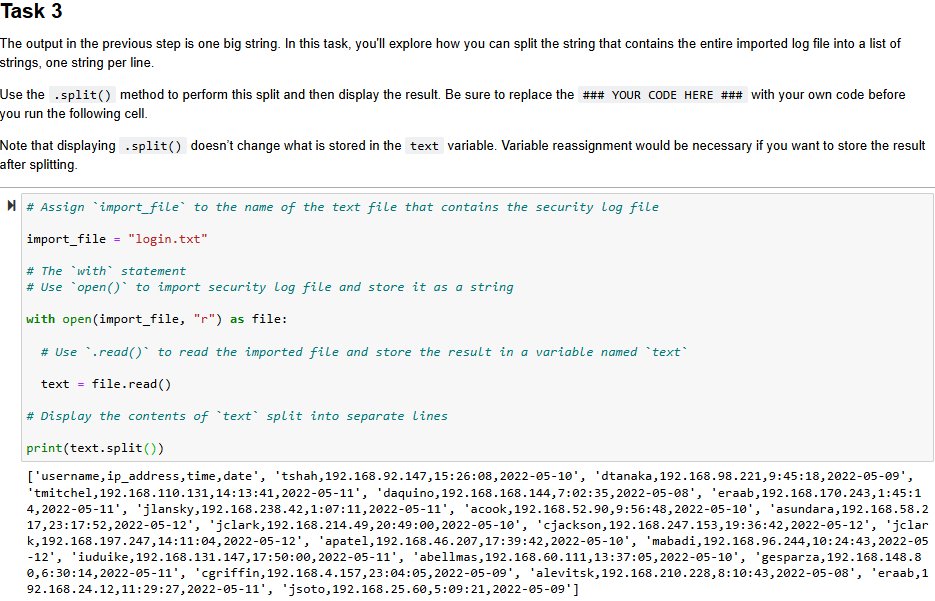 Task 3
The output in the previous step is one big string. In this task, you'll explore how you can split the string that contains the entire imported log file into a list of
strings, one string per line.
Use the .split() method to perform this split and then display the result. Be sure to replace the ### YOUR CODE HERE ### with your own code before
you run the following cell.
Note that displaying .split() doesn't change what is stored in the text variable. Variable reassignment would be necessary if you want to store the result
after splitting.
# Assign `import_file` to the name of the text file that contains the security log file
import_file = "login.txt"
# The `with` statement
# Use `open()` to import security log file and store it as a string
with open(import_file, "r") as file:
# Use `.read()` to read the imported file and store the result in a variable named `text`
text = file.read()
# Display the contents of `text` split into separate lines
print(text.split())
['username,ip_address,time,date', 'tshah,192.168.92.147,15:26:08,2022-05-10', 'dtanaka,192.168.98.221,9:45:18,2022-05-09',
'tmitchel,192.168.110.131,14:13:41,2022-05-11', 'daquino,192.168.168.144,7:02:35,2022-05-08', 'eraab,192.168.170.243,1:45:1
4,2022-05-11', 'jlansky,192.168.238.42,1:07:11,2022-05-11', 'acook,192.168.52.90,9:56:48,2022-05-10', 'asundara,192.168.58.2
17,23:17:52,2022-05-12', 'jclark,192.168.214.49,20:49:00,2022-05-10', 'cjackson,192.168.247.153,19:36:42,2022-05-12', 'jclar
k,192.168.197.247,14:11:04,2022-05-12', 'apatel,192.168.46.207,17:39:42,2022-05-10', 'mabadi,192.168.96.244,10:24:43,2022-05
-12', 'iuduike,192.168.131.147,17:50:00,2022-05-11', 'abellmas,192.168.60.111,13:37:05,2022-05-10', 'gesparza,192.168.148.8
0,6:30:14,2022-05-11', 'cgriffin,192.168.4.157,23:04:05,2022-05-09', 'alevitsk,192.168.210.228,8:10:43,2022-05-08', 'eraab,1
92.168.24.12,11:29:27,2022-05-11', 'jsoto,192.168.25.60,5:09:21,2022-05-09']